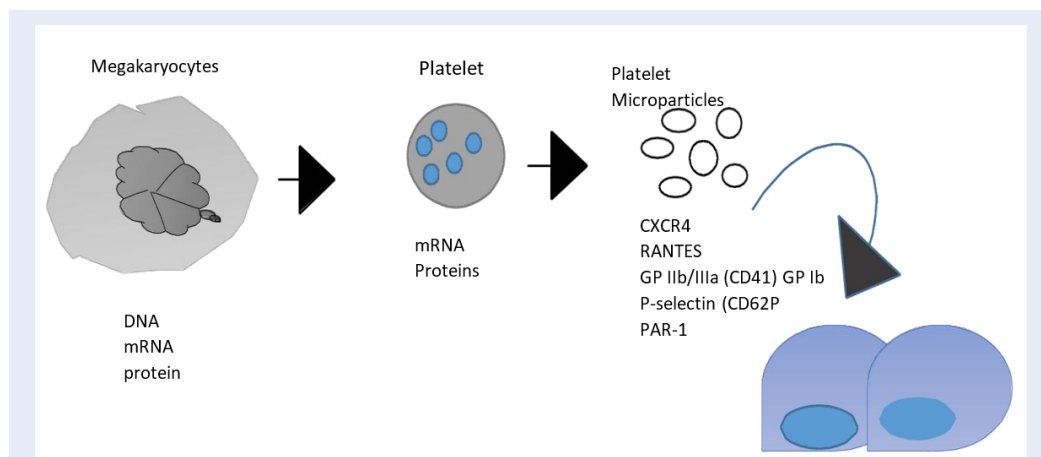 Megakaryocytes
DNA
mRNA
protein
Platelet
mRNA
Proteins
Platelet
Microparticles
CXCR4
RANTES
GP IIb/IIIa (CD41) GP Ib
P-selectin (CD62P
PAR-1